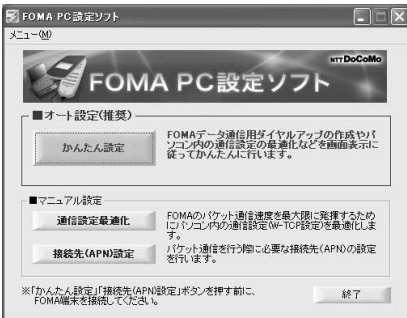 FOMA PC設定ソフト
メニュー(M)
NTT DoCoMo
FOMA PC設定ソフト
■オート設定(推奨)
かんたん設定
FOMAデータ通信用ダイヤルアップの作成やパ
ソコン内の通信設定の最適化などを画面表示に
従ってかんたんに行います。
■マニュアル設定
通信設定最適化
FOMAのパケット通信速度を最大限に発揮するため
にパソコン内の通信設定(W-TCP設定)を最適化しま
す。
接続先(APN)設定
パケット通信を行う際に必要な接続先(APN)の設定
を行います。
※「かんたん設定」「接続先(APN)設定」ボタンを押す前に、
FOMA端末を接続してください。
終了